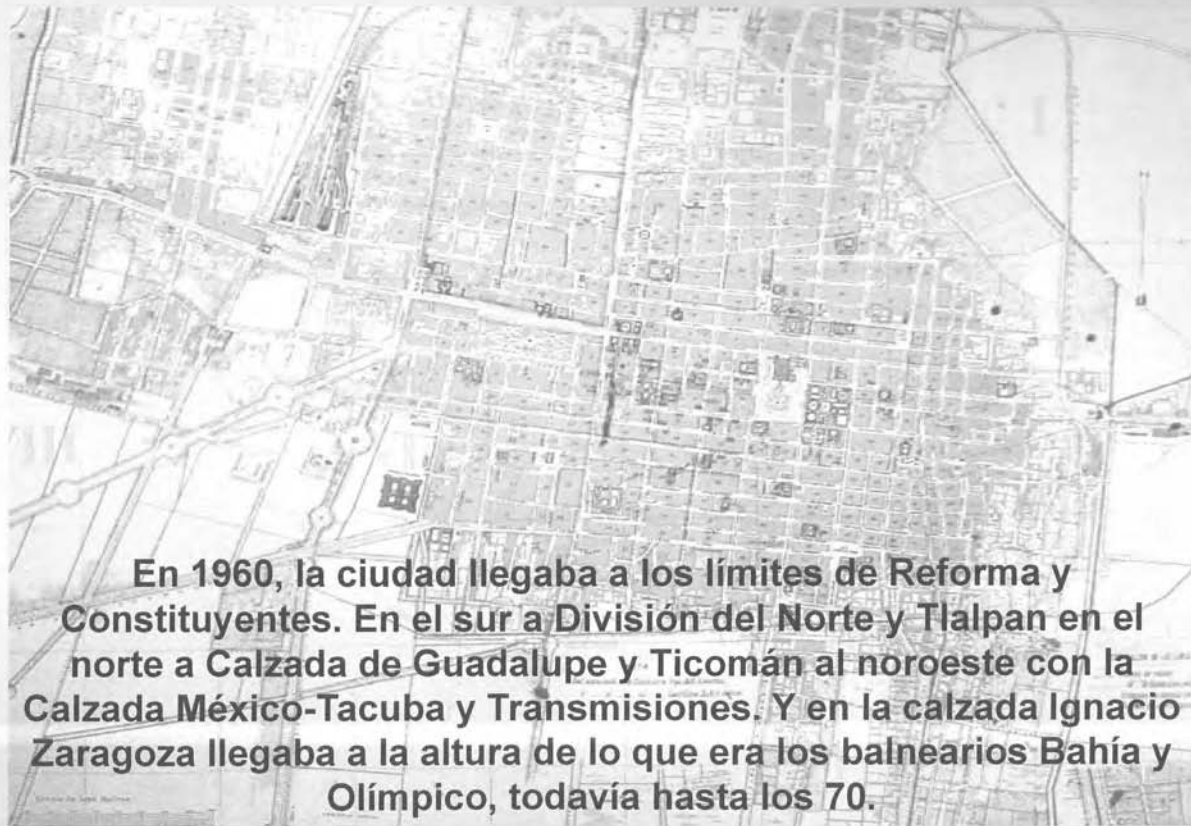 En 1960, la ciudad llegaba a los límites de Reforma y
Constituyentes. En el sur a División del Norte y Tlalpan en el
norte a Calzada de Guadalupe y Ticomán al noroeste con la
Calzada México-Tacuba y Transmisiones. Y en la calzada Ignacio
Zaragoza llegaba a la altura de lo que era los balnearios Bahía y
Olímpico, todavía hasta los 70.